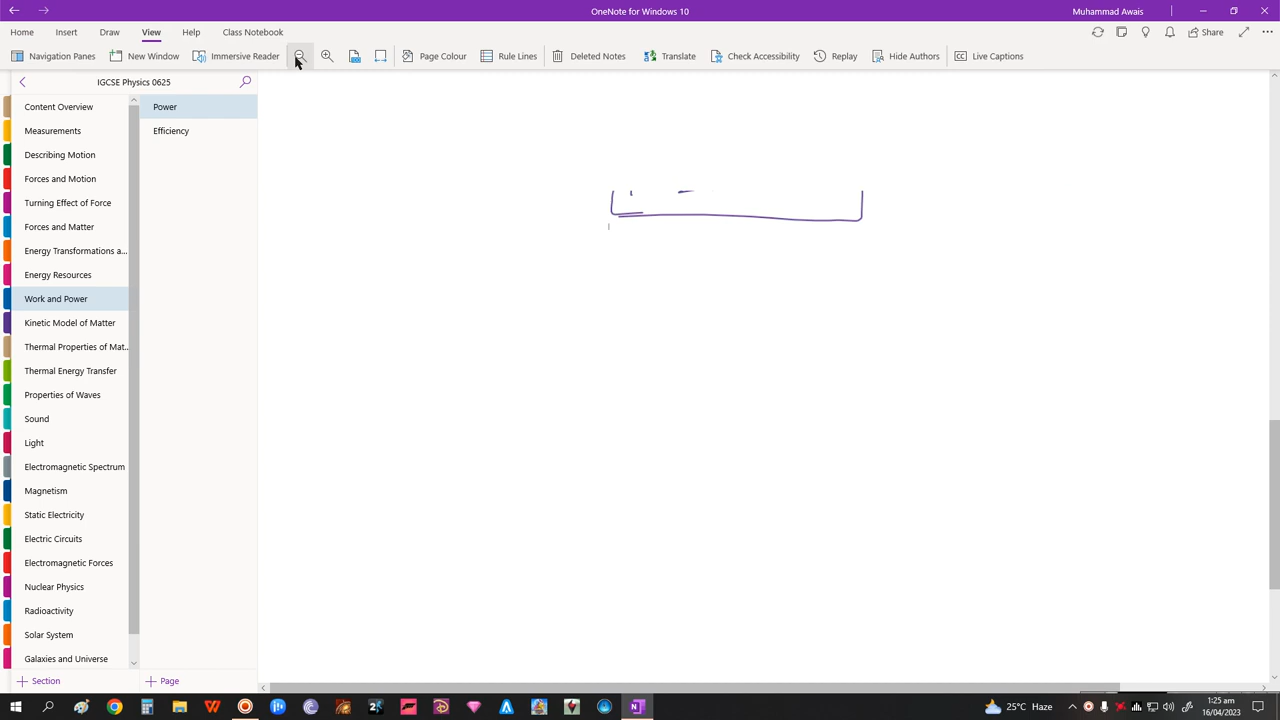 OneNote for Windows 10
Muhammad Awais
Home Insert Draw View Help Class Notebook
Share
Navigation Panes New Window Immersive Reader Page Colour Rule Lines Deleted Notes Translate Check Accessibility Replay Hide Authors Live Captions
IGCSE Physics 0625
Content Overview
Measurements
Describing Motion
Forces and Motion
Turning Effect of Force
Forces and Matter
Energy Transformations a...
Energy Resources
Work and Power
Kinetic Model of Matter
Thermal Properties of Mat...
Thermal Energy Transfer
Properties of Waves
Sound
Light
Electromagnetic Spectrum
Magnetism
Static Electricity
Electric Circuits
Electromagnetic Forces
Nuclear Physics
Radioactivity
Solar System
Galaxies and Universe
+ Section
Power
Efficiency
+ Page
25°C Haze
1:25 am
16/04/2023